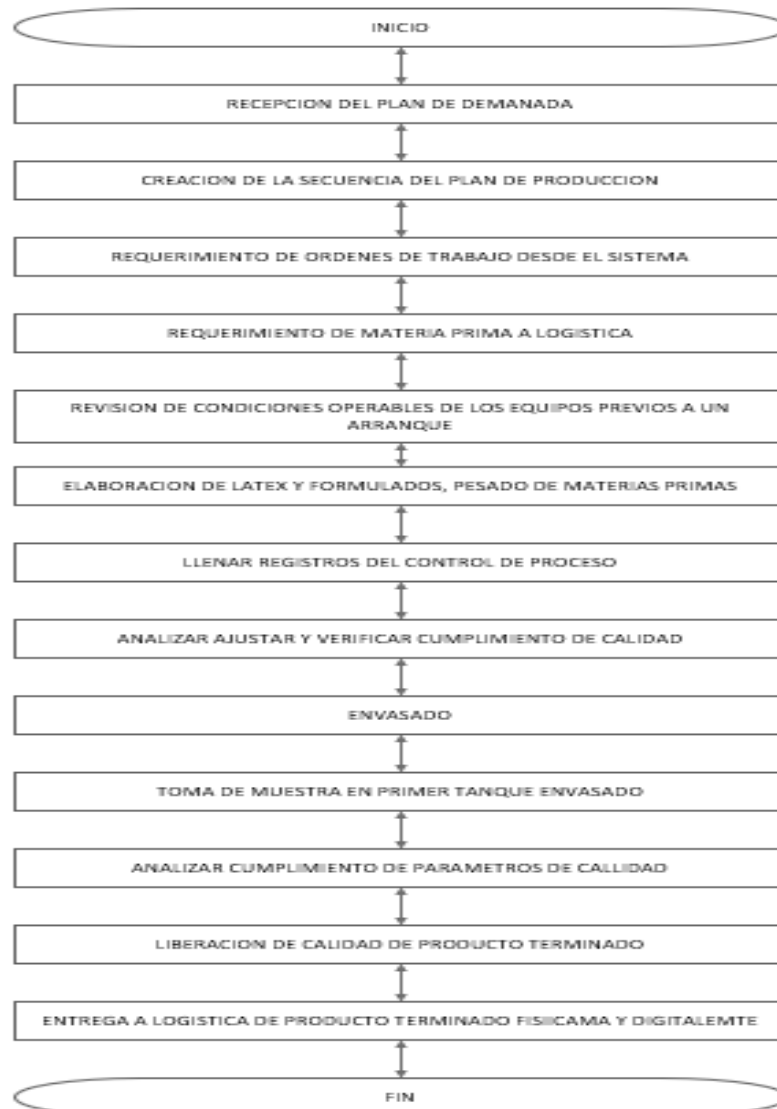 INICIO
RECEPCION DEL PLAN DE DEMANADA
CREACION DE LA SECUENCIA DEL PLAN DE PRODUCCION
REQUERIMIENTO DE ORDENES DE TRABAJO DESDE EL SISTEMA
REQUERIMIENTO DE MATERIA PRIMA A LOGISTICA
REVISION DE CONDICIONES OPERABLES DE LOS EQUIPOS PREVIOS A UN
ARRANQUE
ELABORACION DE LATEX Y FORMULADOS, PESADO DE MATERIAS PRIMAS
LLENAR REGISTROS DEL CONTROL DE PROCESO
ANALIZAR AJUSTAR Y VERIFICAR CUMPLIMIENTO DE CALIDAD
ENVASADO
TOMA DE MUESTRA EN PRIMER TANQUE ENVASADO
ANALIZAR CUMPLIMIENTO DE PARAMETROS DE CALLIDAD
LIBERACION DE CALIDAD DE PRODUCTO TERMINADO
ENTREGA A LOGISTICA DE PRODUCTO TERMINADO FISIICAMA Y DIGITALEMTE
FIN